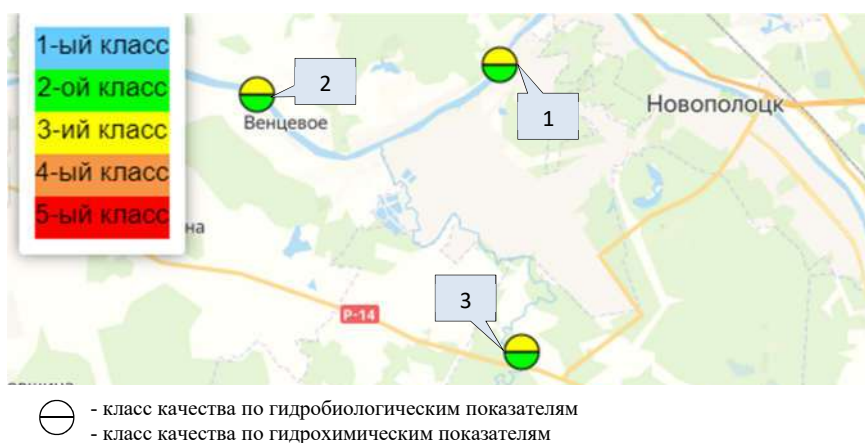 1-ый класс
2-ой класс
3-ий класс
4-ый класс
5-ый класс
2
Венцевое
1
Новополоцк
на
3
Р-14
- класс качества по гидробиологическим показателям
- класс качества по гидрохимическим показателям